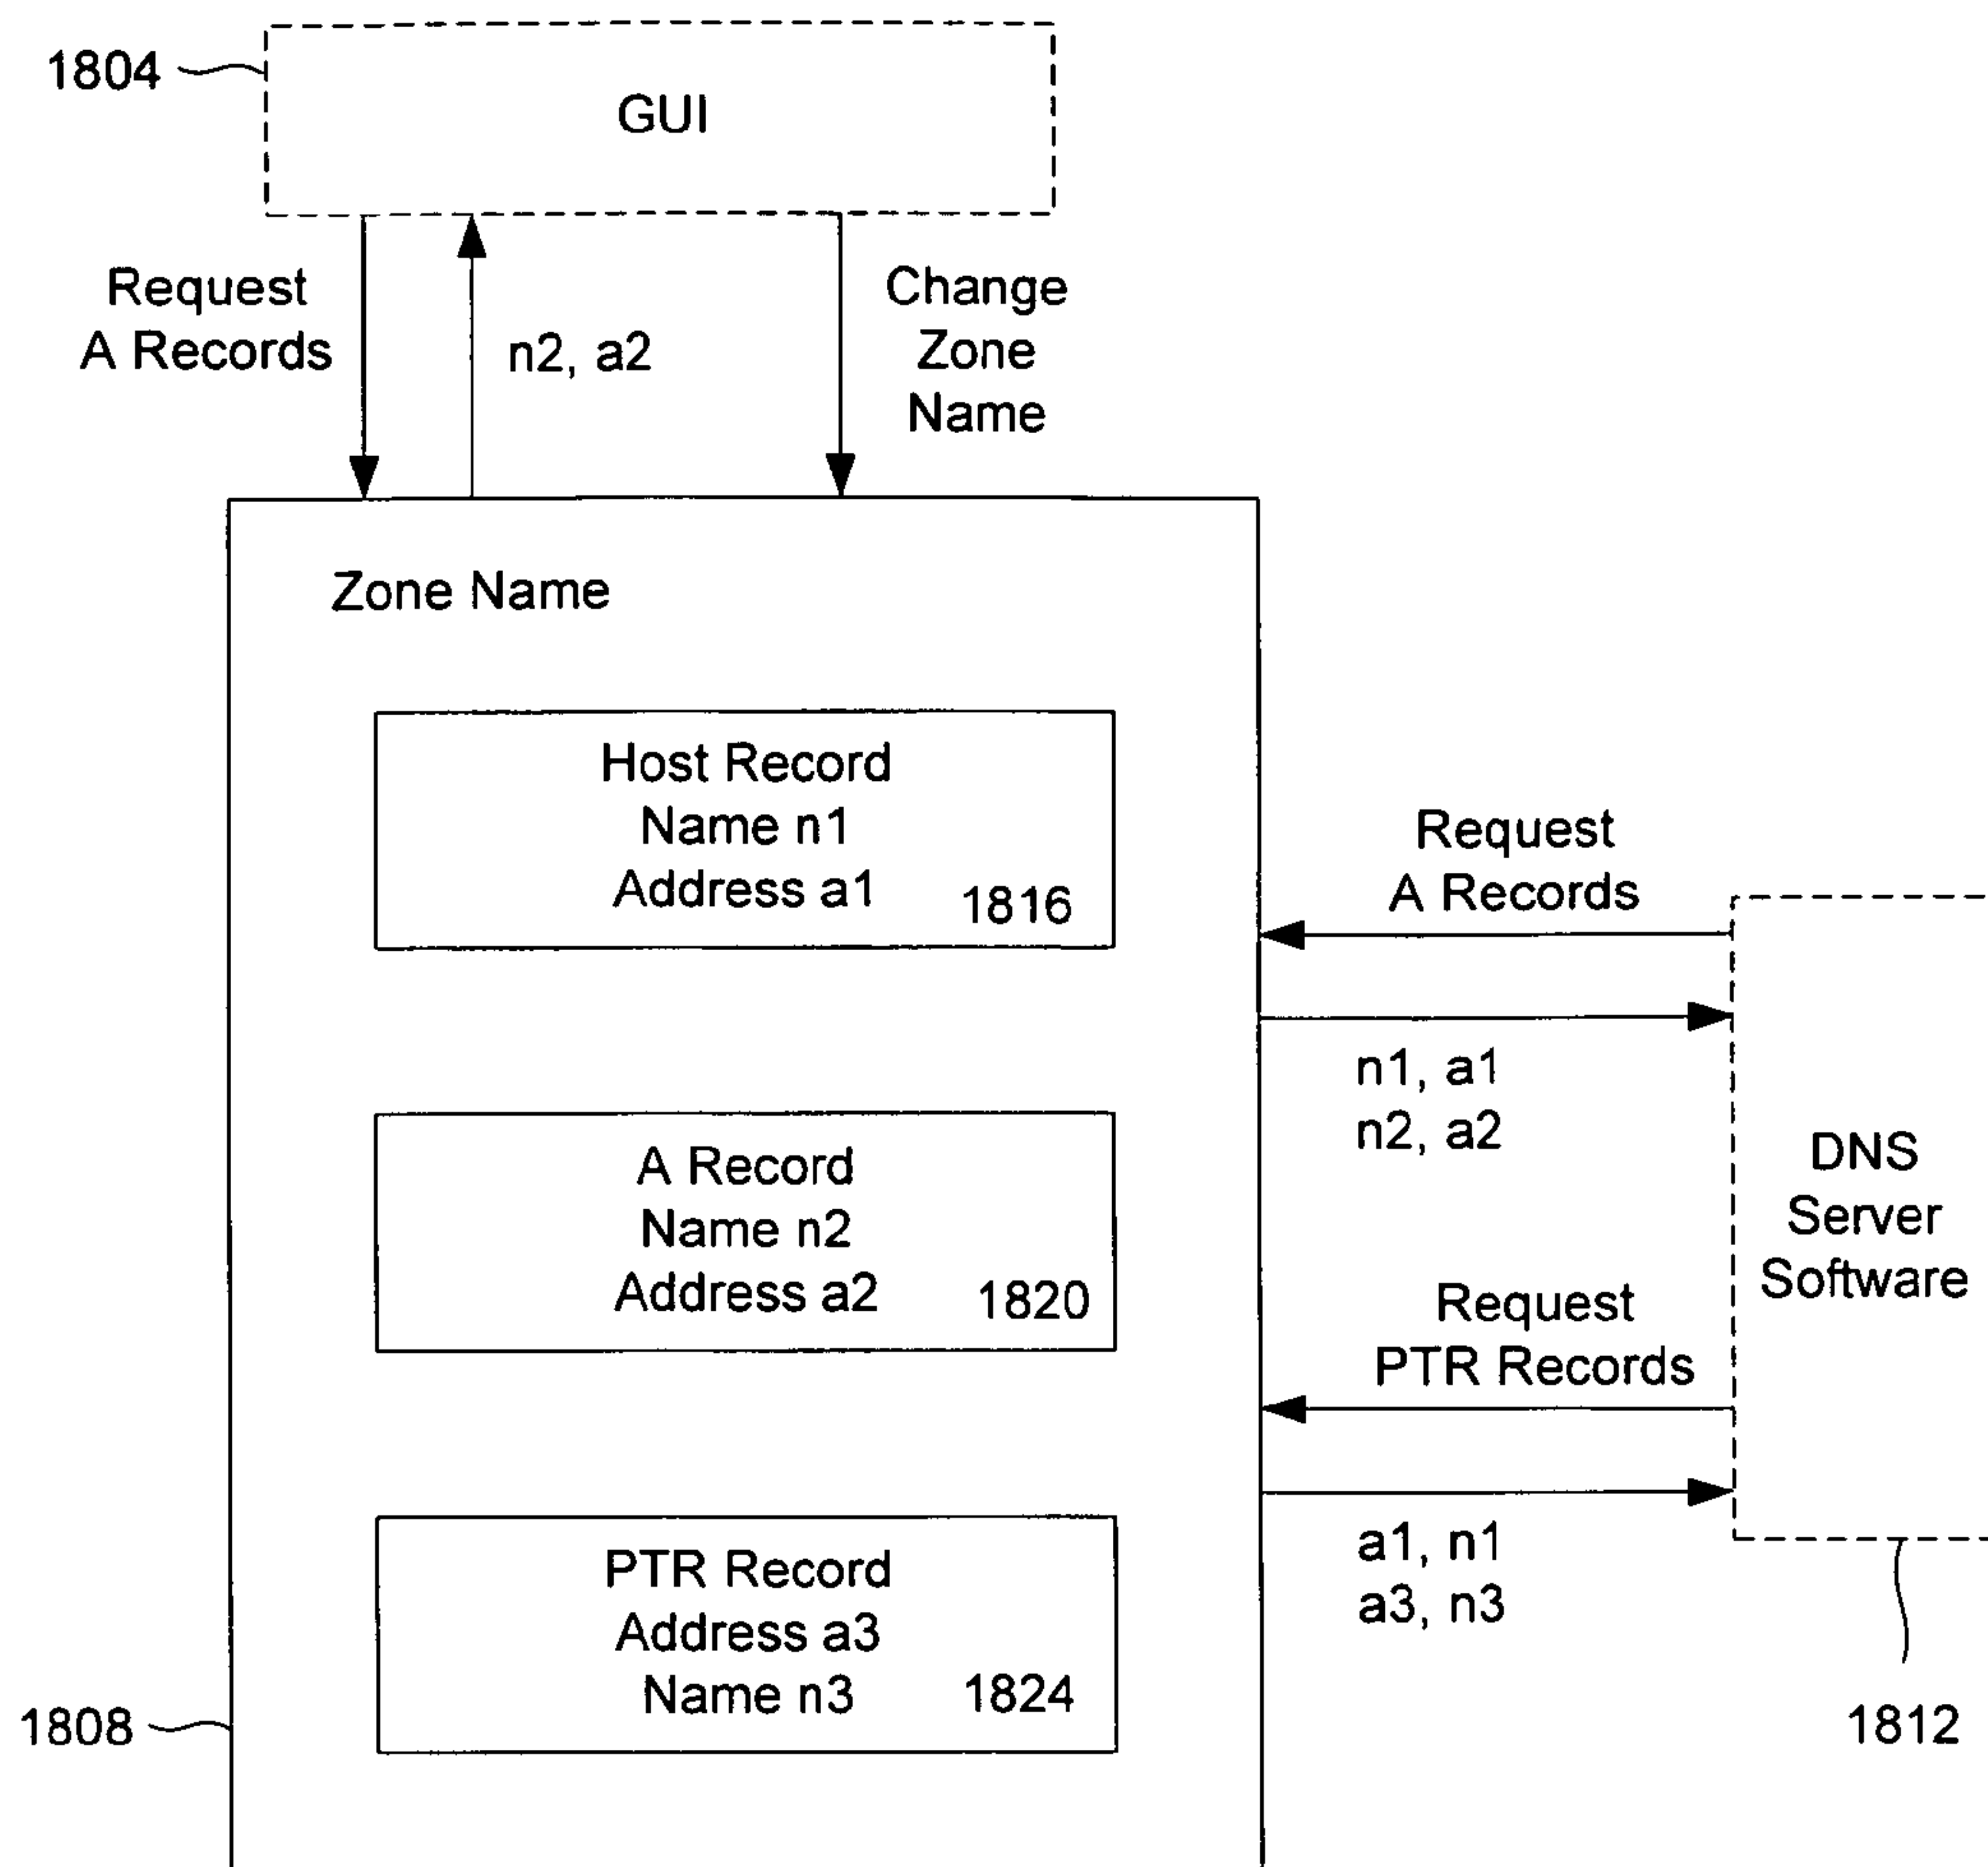 1804
GUI
Request
A Records
n2, a2
Change
Zone
Name
Zone Name
Host Record
Name n1
Address a1
1816
A Record
Name n2
Address a2
1820
PTR Record
Address a3
Name n3
1824
1808
Request
A Records
n1, a1
n2, a2
Request
PTR Records
a1, n1
a3, n3
DNS
Server
Software
1812